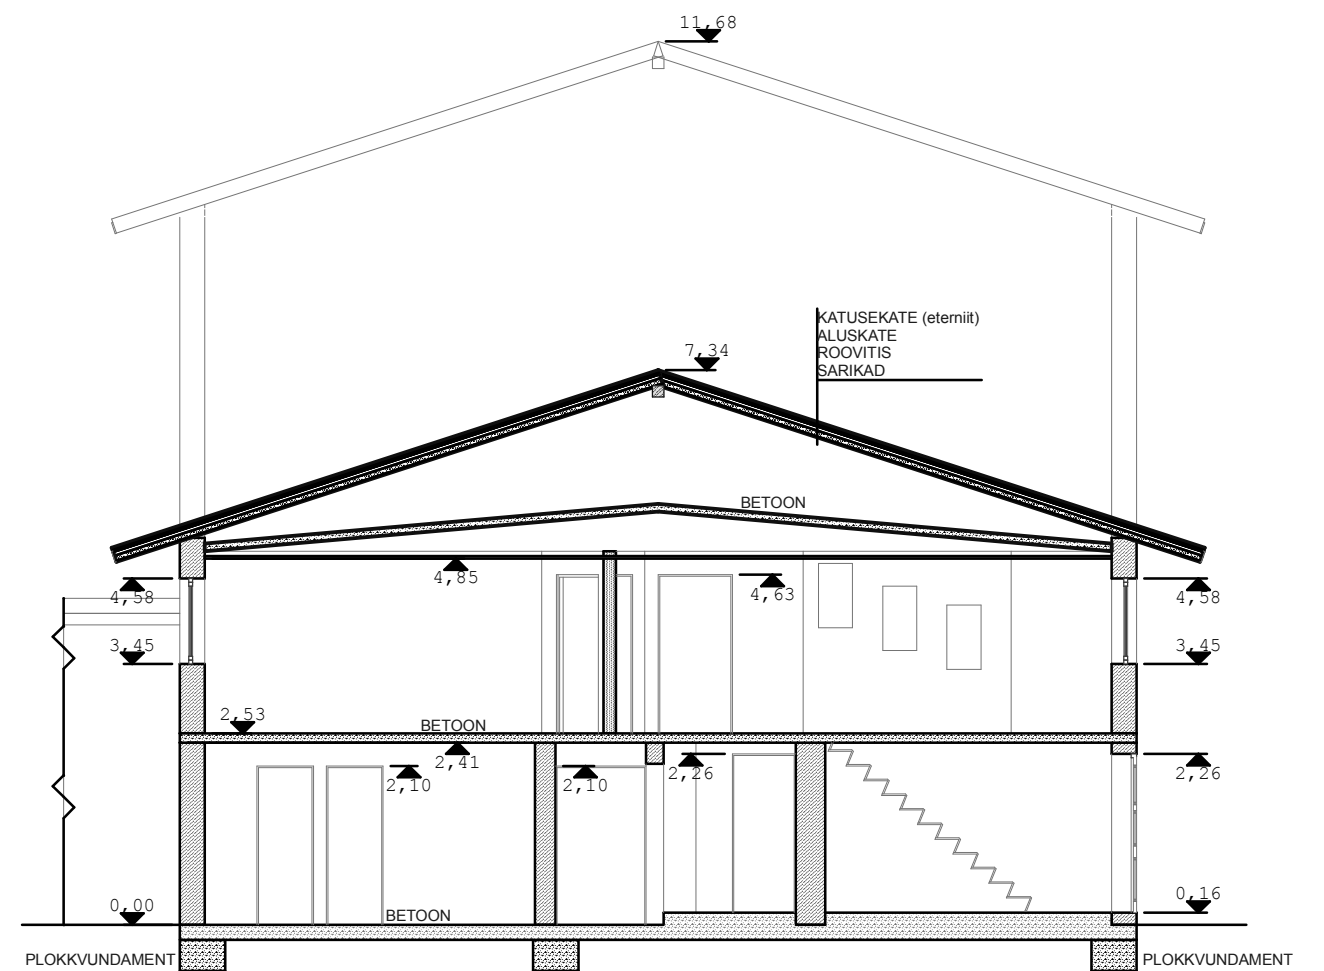 11,68
KATUSEKATE (eterniit)
ALUSKATE
ROOVITIS
SARIKAD
7,34
BETOON
4,85
4,63
4,58
4,58
3,45
3,45
2,53
BETOON
2,41
2,26
2,26
2,10
2,10
0,00
BETOON
0,16
PLOKKVUNDAMENT
PLOKKVUNDAMENT